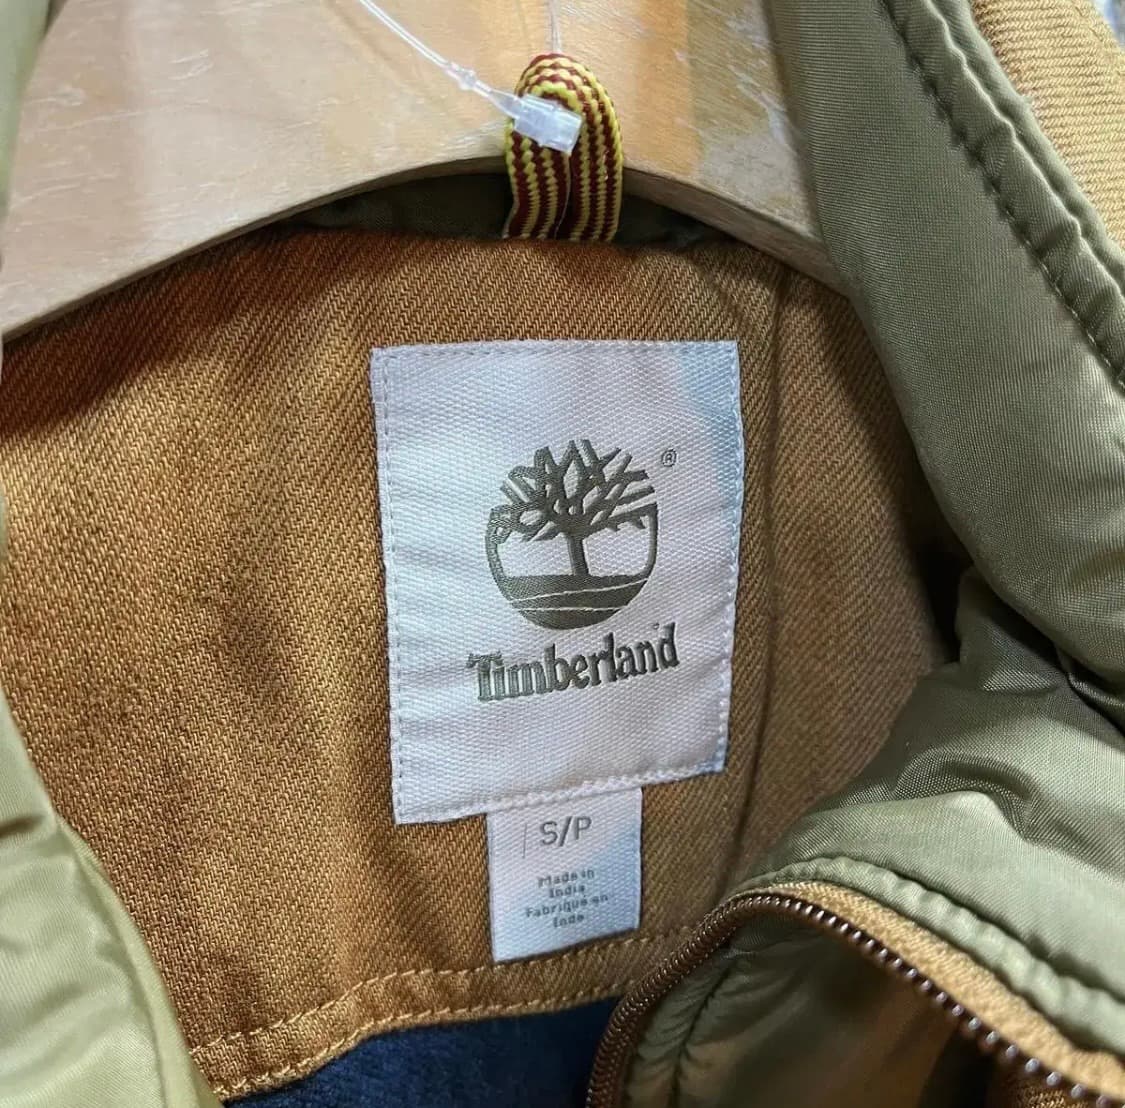 ®
Timberland
S/P
Made in
India
Fabriqué en
Inde